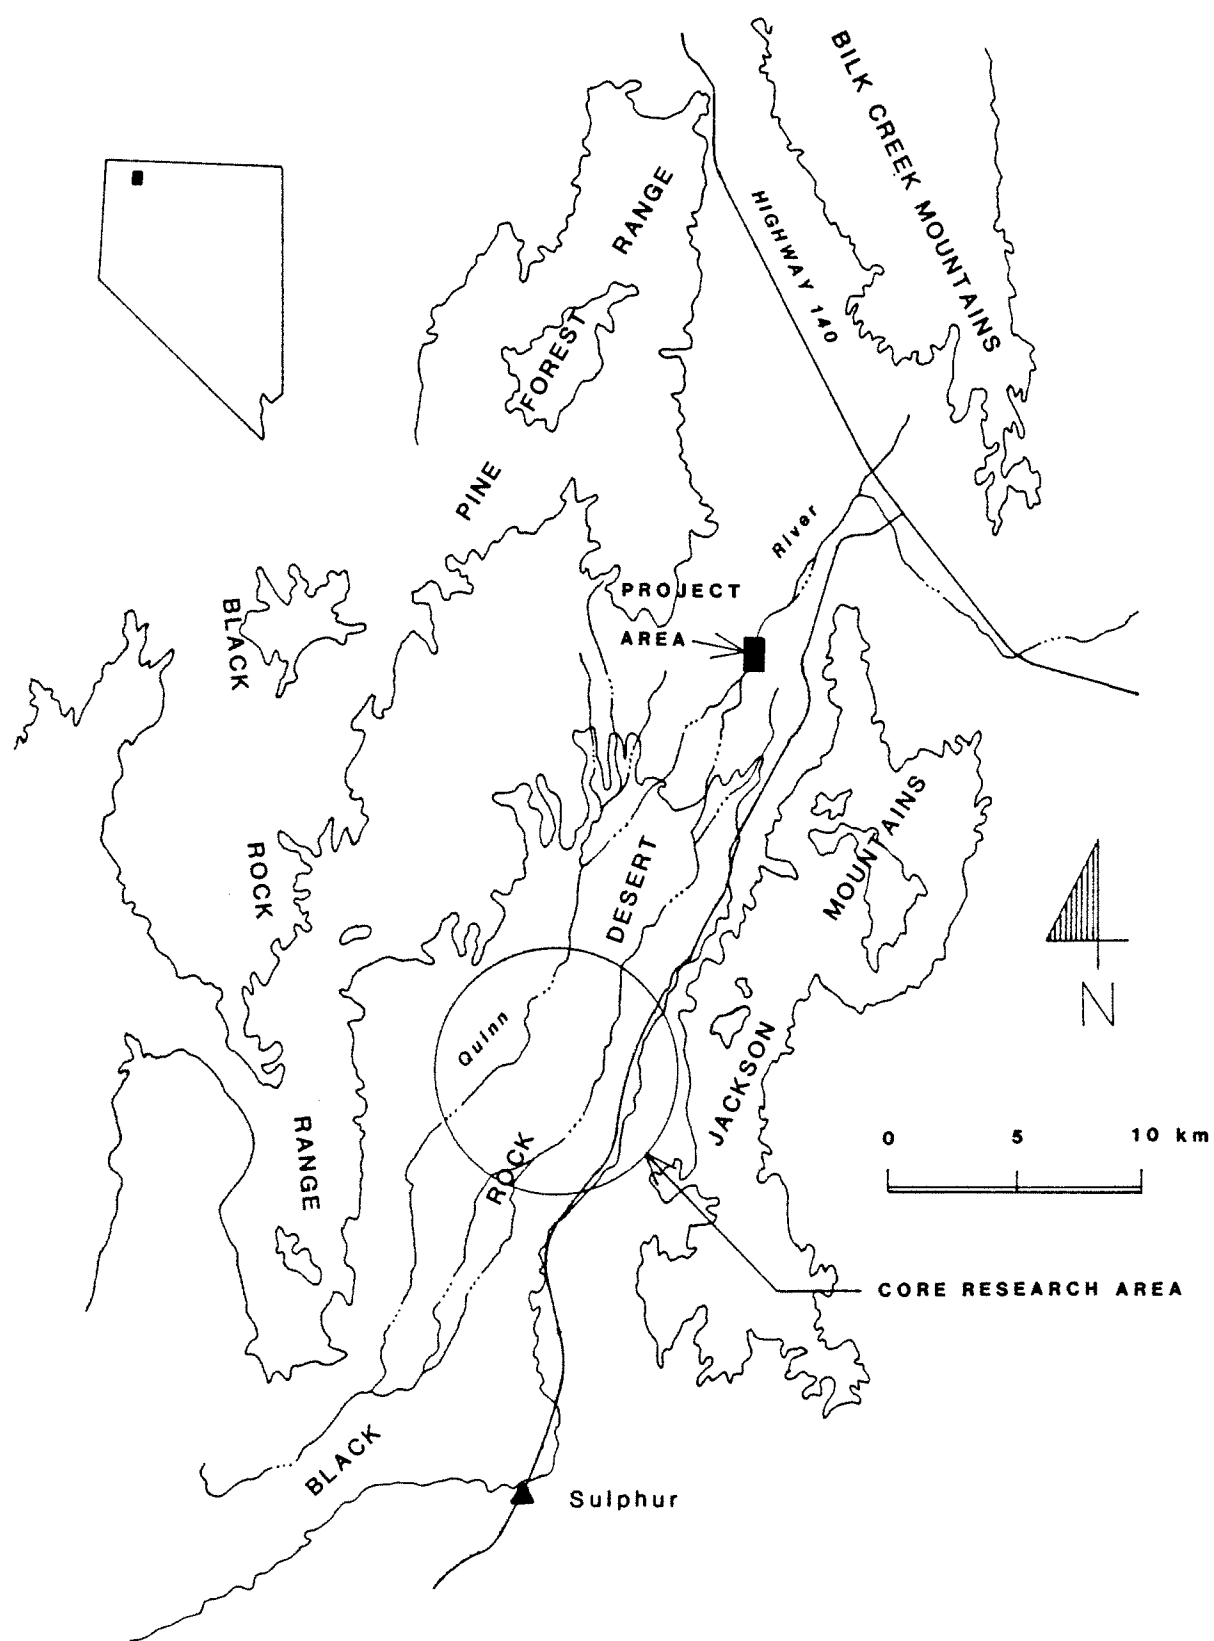 BILK CREEK MOUNTAINS
HIGHWAY 140
PINE FOREST RANGE
River
PROJECT
AREA
BLACK ROCK RANGE
DESERT
MOUNTAINS
N
Quinn
JACKSON
0 5 10 km
ROCK
CORE RESEARCH AREA
BLACK
Sulphur